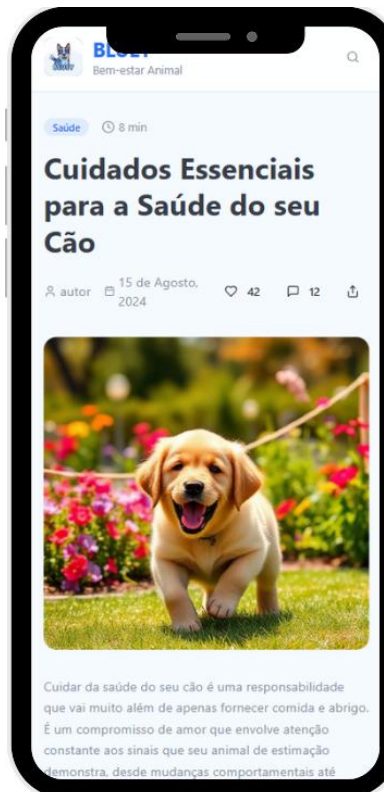 Bem-estar Animal
Saúde 8 min
Cuidados Essenciais
para a Saúde do seu
Cão
autor 15 de Agosto,
2024 42 12
Cuidar da saúde do seu cão é uma responsabilidade
que vai muito além de apenas fornecer comida e abrigo.
É um compromisso de amor que envolve atenção
constante aos sinais que seu animal de estimação
demonstra, desde mudanças comportamentais até